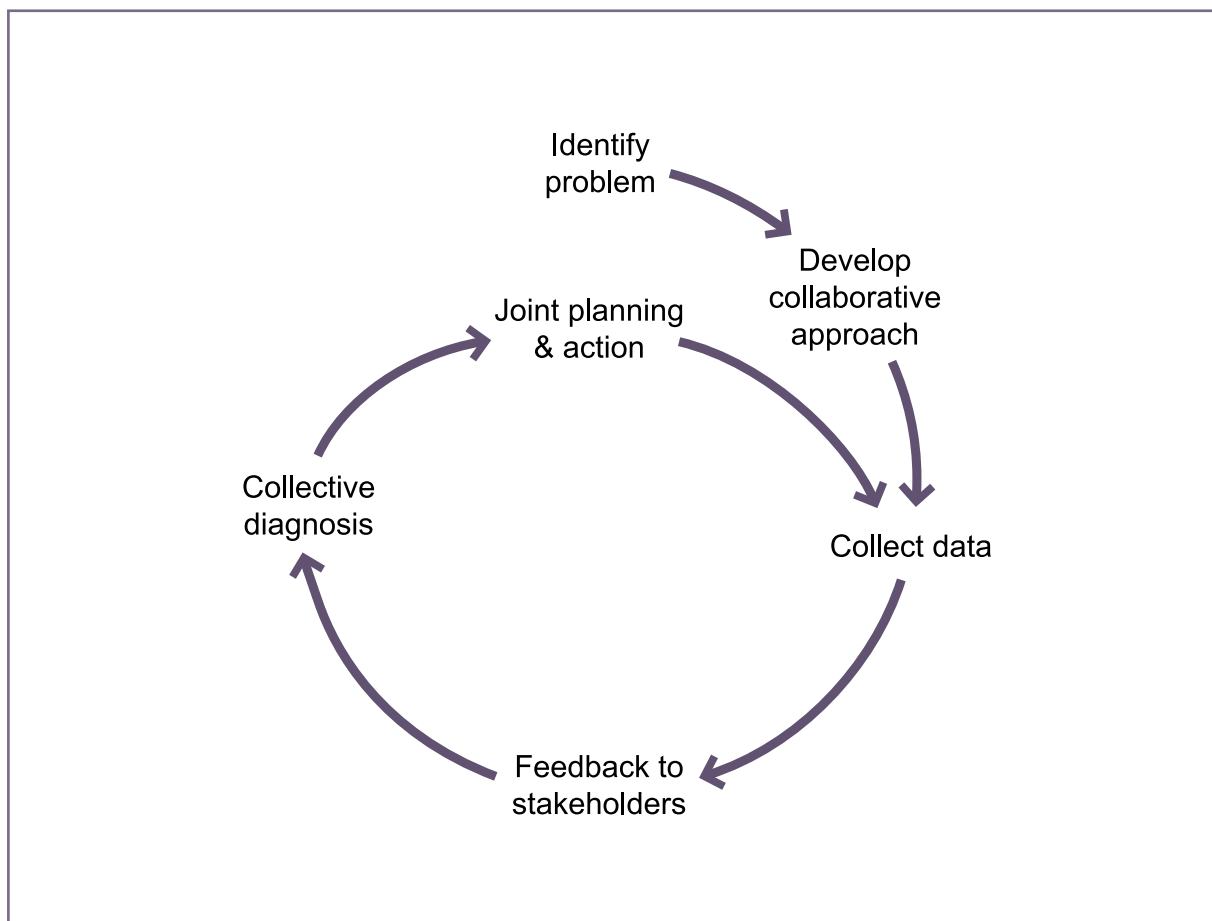 Identify
problem
Develop
collaborative
approach
Joint planning
& action
Collective
diagnosis
Collect data
Feedback to
stakeholders